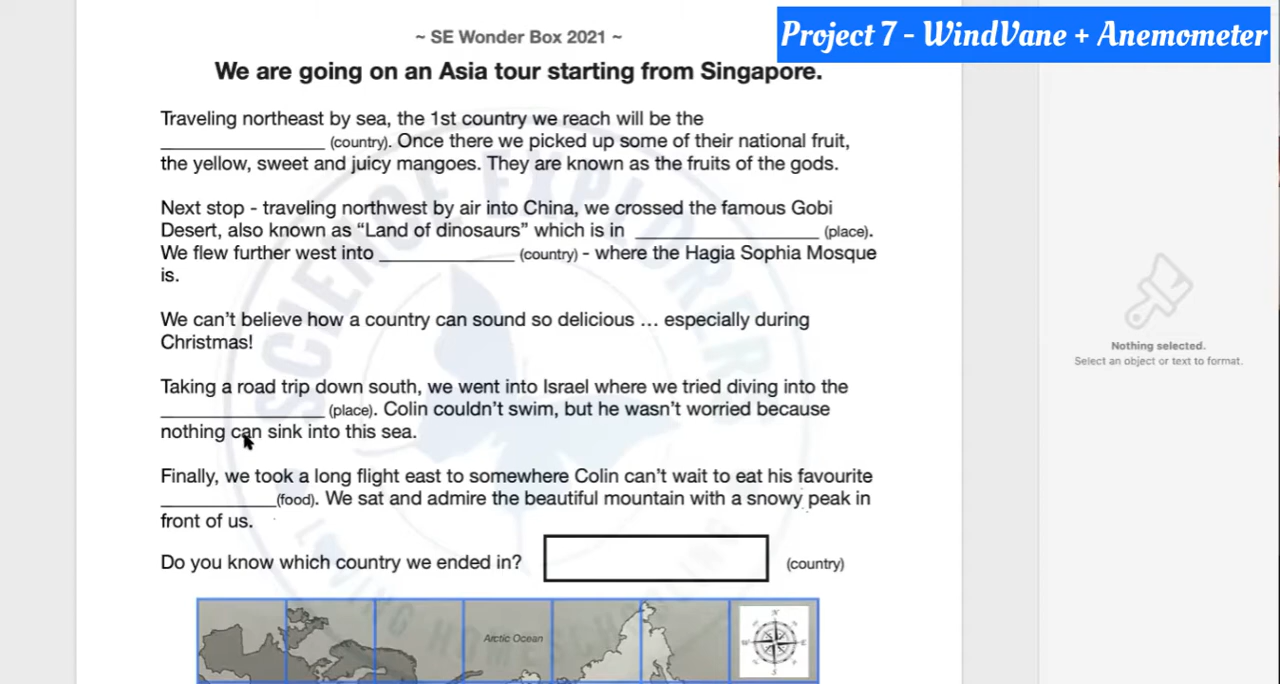 Project 7 - WindVane + Anemometer
~ SE Wonder Box 2021 ~
We are going on an Asia tour starting from Singapore.
Traveling northeast by sea, the 1st country we reach will be the
_______________ (country). Once there we picked up some of their national fruit,
the yellow, sweet and juicy mangoes. They are known as the fruits of the gods.
Next stop - traveling northwest by air into China, we crossed the famous Gobi
Desert, also known as “Land of dinosaurs” which is in _________________ (place).
We flew further west into ____________ (country) - where the Hagia Sophia Mosque
is.
We can’t believe how a country can sound so delicious … especially during
Christmas!
Taking a road trip down south, we went into Israel where we tried diving into the
_______________ (place). Colin couldn’t swim, but he wasn’t worried because
nothing can sink into this sea.
Finally, we took a long flight east to somewhere Colin can’t wait to eat his favourite
___________(food). We sat and admire the beautiful mountain with a snowy peak in
front of us.
Do you know which country we ended in? (country)
Arctic Ocean
N
W E
S
Nothing selected.
Select an object or text to format.
SCIENCE EXPLORERS
LOVING HOMESCHOOLING